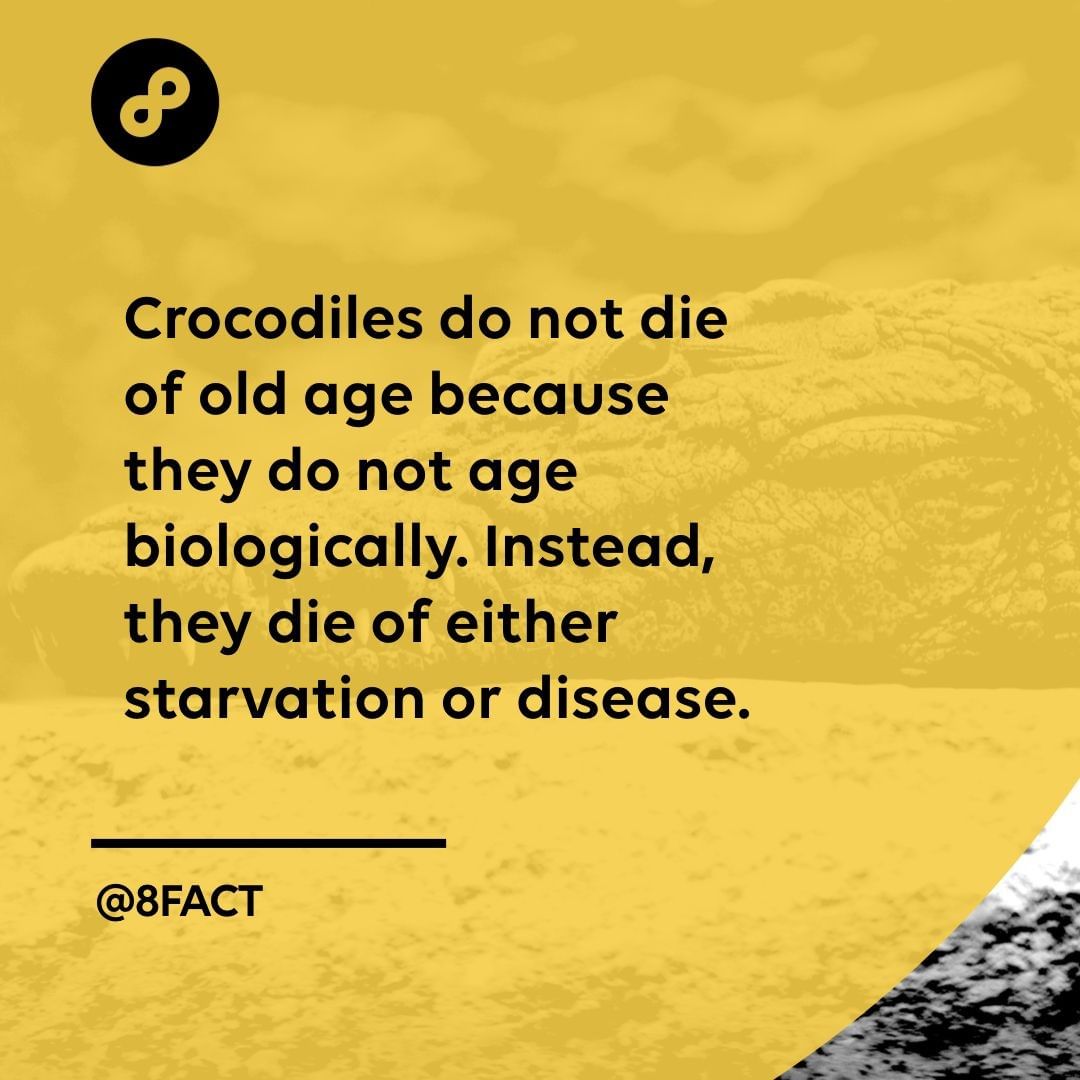 Crocodiles do not die
of old age because
they do not age
biologically. Instead,
they die of either
starvation or disease.
@8FACT